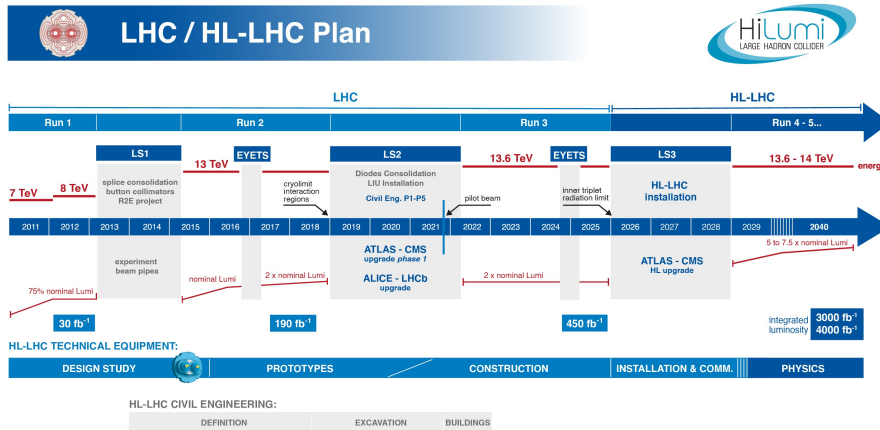 LHC / HL-LHC Plan
HiLumi
LARGE HADRON COLLIDER
LHC
HL-LHC
Run 1
Run 2
Run 3
Run 4 - 5...
LS1
EYETS
LS2
EYETS
LS3
13 TeV
13.6 TeV
13.6 - 14 TeV
energy
7 TeV
8 TeV
splice consolidation
button collimators
R2E project
cryolimit
interaction
regions
Diodes Consolidation
LIU Installation
Civil Eng. P1-P5
pilot beam
inner triplet
radiation limit
HL-LHC
installation
2011 2012 2013 2014 2015 2016 2017 2018 2019 2020 2021 2022 2023 2024 2025 2026 2027 2028 2029 2040
5 to 7.5 x nominal Lumi
experiment
beam pipes
ATLAS - CMS
upgrade phase 1
ALICE - LHCb
upgrade
ATLAS - CMS
HL upgrade
75% nominal Lumi
nominal Lumi
2 x nominal Lumi
2 x nominal Lumi
30 fb-1
190 fb-1
450 fb-1
integrated
luminosity
3000 fb-1
4000 fb-1
HL-LHC TECHNICAL EQUIPMENT:
DESIGN STUDY
PROTOTYPES
CONSTRUCTION
INSTALLATION & COMM.
PHYSICS
HL-LHC CIVIL ENGINEERING:
DEFINITION
EXCAVATION
BUILDINGS